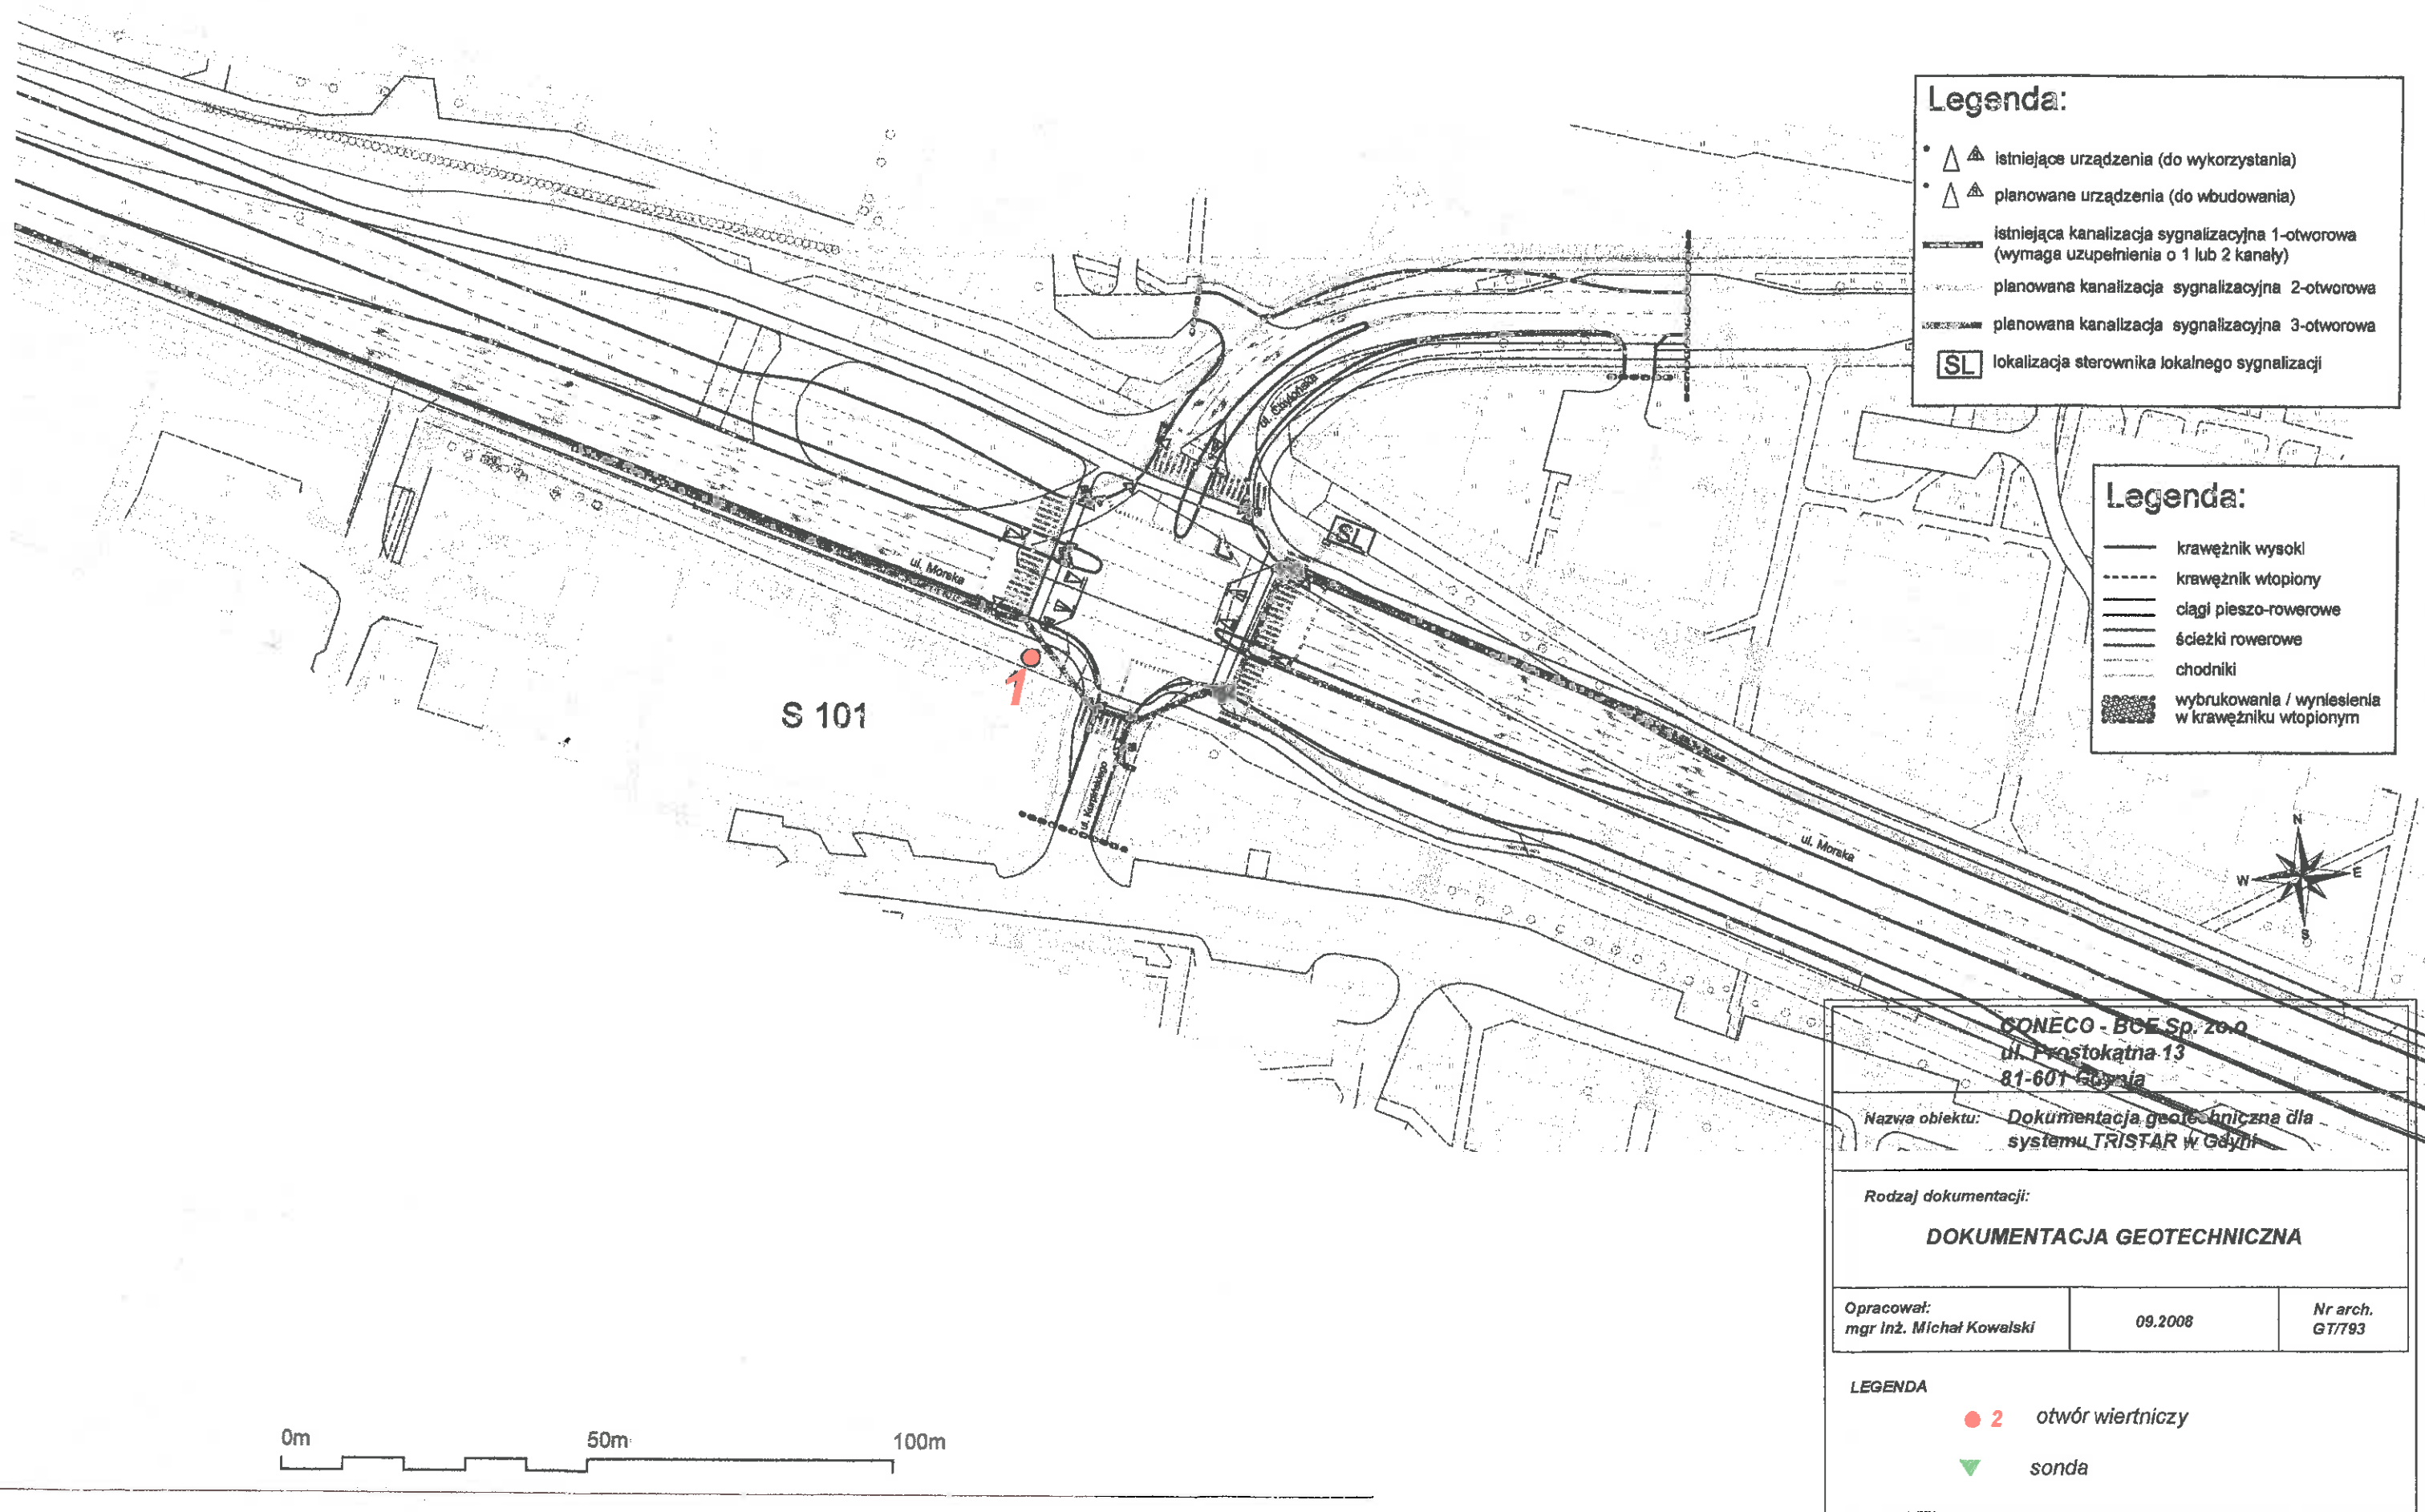 Legenda:
istniejące urządzenia (do wykorzystania)
planowane urządzenia (do wbudowania)
istniejąca kanalizacja sygnalizacyjna 1-otworowa
(wymaga uzupełnienia o 1 lub 2 kanały)
planowana kanalizacja sygnalizacyjna 2-otworowa
planowana kanalizacja sygnalizacyjna 3-otworowa
SL lokalizacja sterownika lokalnego sygnalizacji
Legenda:
krawężnik wysoki
krawężnik wtopiony
ciągi pieszo-rowerowe
ścieżki rowerowe
chodniki
wybrukowania / wyniesienia
w krawężniku wtopionym
SL
ul. Morska
1
S 101
ul. Morska
N
W
E
S
CONECO - BCE Sp. zo.o
ul. Prostokątna 13
81-601 Gdynia
Nazwa obiektu: Dokumentacja geotechniczna dla
systemu TRISTAR w Gdyni
Rodzaj dokumentacji:
DOKUMENTACJA GEOTECHNICZNA
Opracował:
mgr inż. Michał Kowalski
09.2008
Nr arch.
GT/793
LEGENDA
2 otwór wiertniczy
sonda
0m 50m 100m